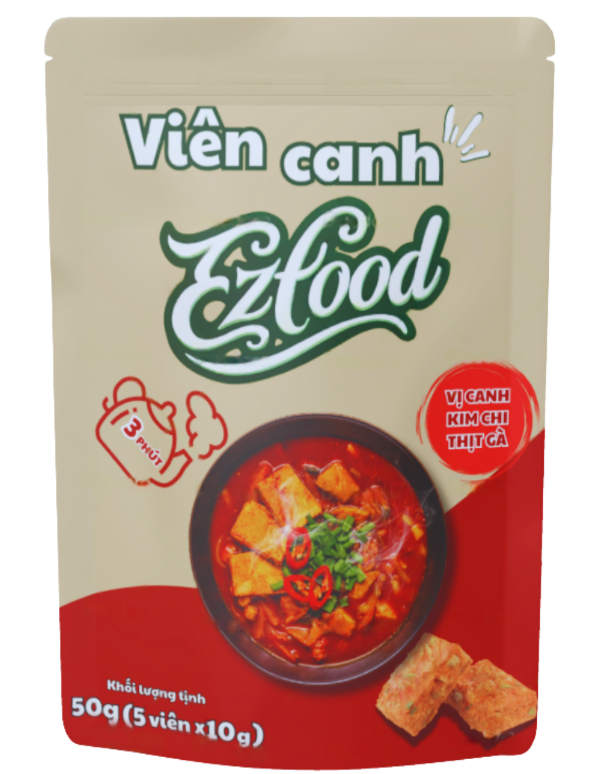 Viên canh
Ezfood
3 PHÚT
VỊ CANH
KIM CHI
THỊT GÀ
Khối lượng tịnh
50g (5 viên x10g)